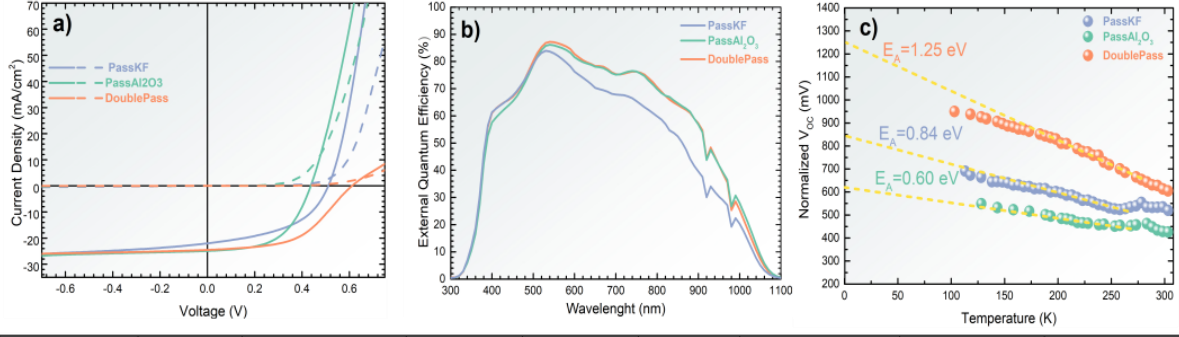 a)
70
60
50
40
30
20
10
0
-10
-20
-30
Current Density (mA/cm²)
PassKF
PassAl2O3
DoublePass
-0.6 -0.4 -0.2 0.0 0.2 0.4 0.6
Voltage (V)
b)
100
90
80
70
60
50
40
30
20
10
0
External Quantum Efficiency (%)
PassKF
PassAl₂O₃
DoublePass
300 400 500 600 700 800 900 1000 1100
Wavelenght (nm)
c)
1400
1300
1200
1100
1000
900
800
700
600
500
400
300
200
Normalized V_OC (mV)
PassKF
PassAl₂O₃
DoublePass
E_A=1.25 eV
E_A=0.84 eV
E_A=0.60 eV
0 50 100 150 200 250 300
Temperature (K)